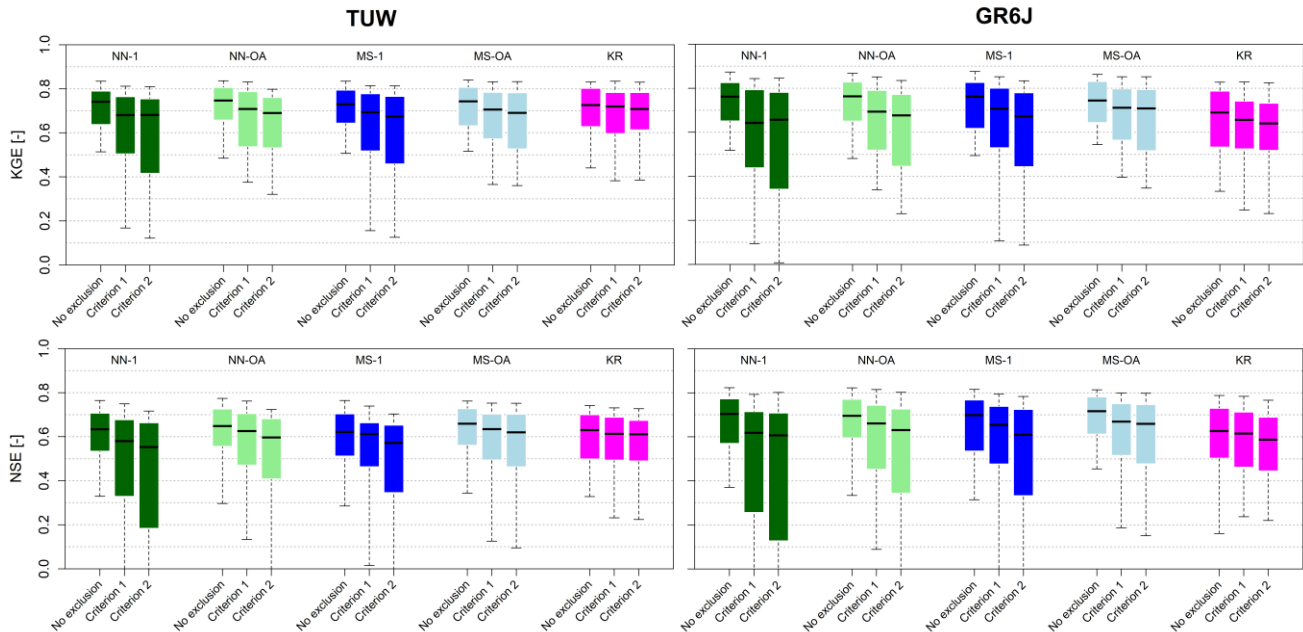 TUW GR6J
NN-1 NN-OA MS-1 MS-OA KR NN-1 NN-OA MS-1 MS-OA KR
KGE [-]
1.0
0.8
0.6
0.4
0.2
0.0
No exclusion Criterion 1 Criterion 2 No exclusion Criterion 1 Criterion 2 No exclusion Criterion 1 Criterion 2 No exclusion Criterion 1 Criterion 2 No exclusion Criterion 1 Criterion 2 No exclusion Criterion 1 Criterion 2 No exclusion Criterion 1 Criterion 2 No exclusion Criterion 1 Criterion 2 No exclusion Criterion 1 Criterion 2 No exclusion Criterion 1 Criterion 2
NN-1 NN-OA MS-1 MS-OA KR NN-1 NN-OA MS-1 MS-OA KR
NSE [-]
1.0
0.8
0.6
0.4
0.2
0.0
No exclusion Criterion 1 Criterion 2 No exclusion Criterion 1 Criterion 2 No exclusion Criterion 1 Criterion 2 No exclusion Criterion 1 Criterion 2 No exclusion Criterion 1 Criterion 2 No exclusion Criterion 1 Criterion 2 No exclusion Criterion 1 Criterion 2 No exclusion Criterion 1 Criterion 2 No exclusion Criterion 1 Criterion 2 No exclusion Criterion 1 Criterion 2